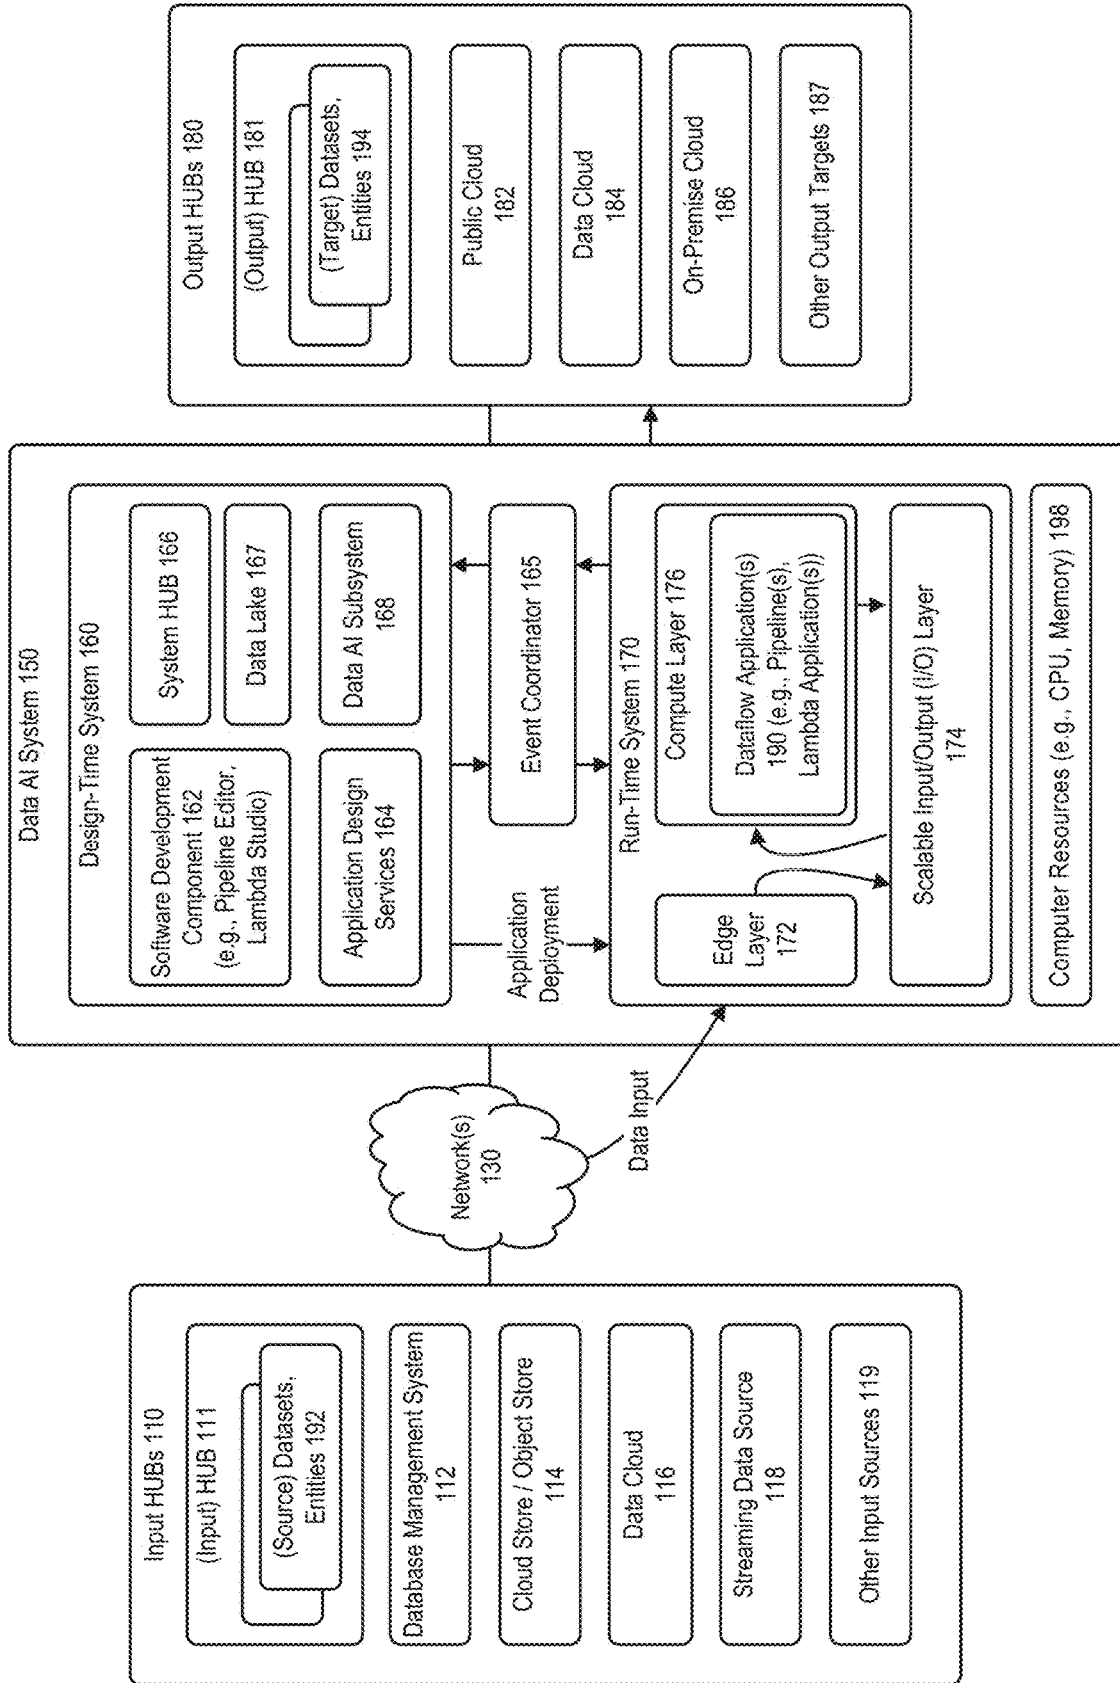 Input HUBs 110
(Input) HUB 111
(Source) Datasets,
Entities 192
Database Management System
112
Cloud Store / Object Store
114
Data Cloud
116
Streaming Data Source
118
Other Input Sources 119
Network(s)
130
Data Input
Data AI System 150
Design-Time System 160
Software Development
Component 162
(e.g., Pipeline Editor,
Lambda Studio)
System HUB 166
Data Lake 167
Application Design
Services 164
Data AI Subsystem
168
Application
Deployment
Event Coordinator 165
Run-Time System 170
Edge
Layer
172
Compute Layer 176
Dataflow Application(s)
190 (e.g., Pipeline(s),
Lambda Application(s))
Scalable Input/Output (I/O) Layer
174
Computer Resources (e.g., CPU, Memory) 198
Output HUBs 180
(Output) HUB 181
(Target) Datasets,
Entities 194
Public Cloud
182
Data Cloud
184
On-Premise Cloud
186
Other Output Targets 187